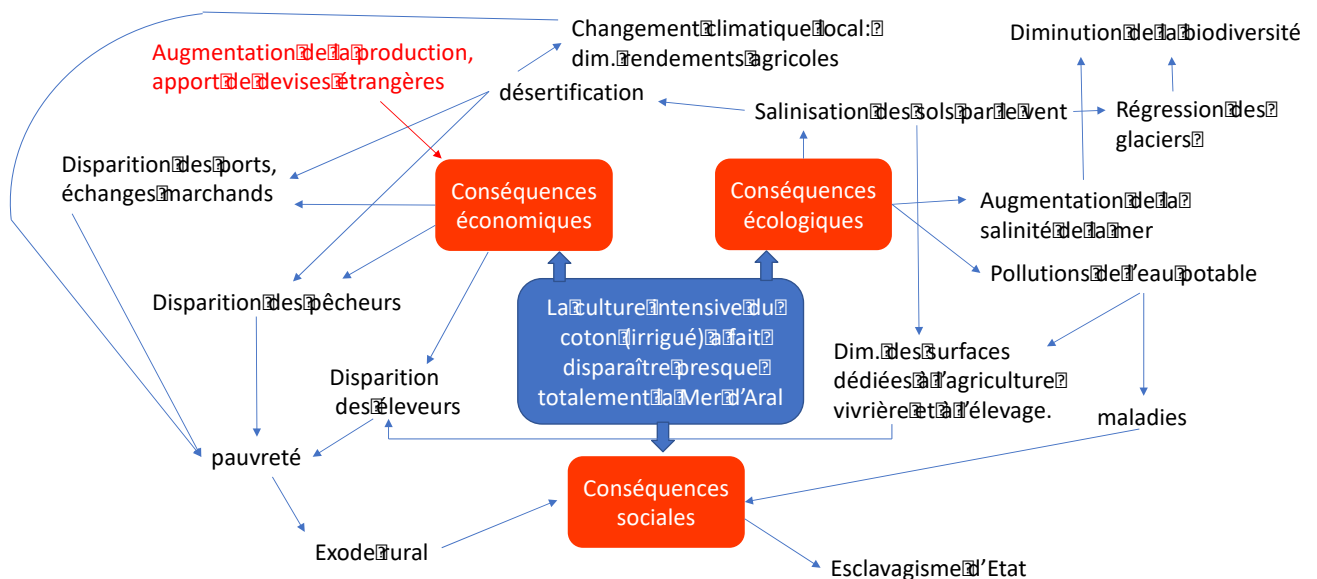 Changement climatique local:
dim. rendements agricoles
Diminution de la biodiversité
Augmentation de la production,
apport de devises étrangères
désertification
Salinisation des sols par le vent
Régression des
glaciers
Disparition des ports,
échanges marchands
Conséquences
économiques
Conséquences
écologiques
Augmentation de la
salinité de la mer
Pollutions de l'eau potable
Disparition des pêcheurs
La culture intensive du
coton (irrigué) a fait
disparaître presque
totalement la Mer d'Aral
Dim. des surfaces
dédiées à l'agriculture
vivrière et à l'élevage.
Disparition
des éleveurs
maladies
pauvreté
Conséquences
sociales
Exode rural
Esclavagisme d'Etat